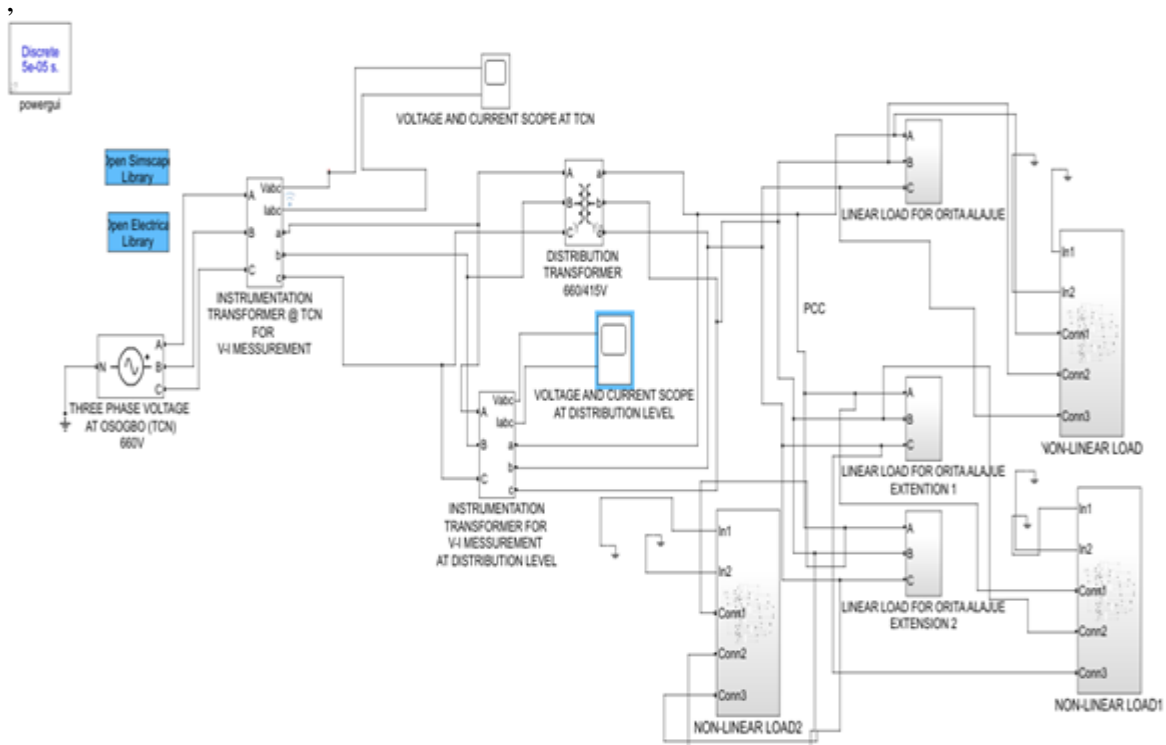 ,
Discrete
5e-05 s.
powergui
VOLTAGE AND CURRENT SCOPE AT TCN
Open Simscap
Library
Open Electrica
Library
A
B
C
Vabc
Iabc
a
b
c
INSTRUMENTATION
TRANSFORMER @ TCN
FOR
V-I MESSUREMENT
N
A
B
C
THREE PHASE VOLTAGE
AT OSOGBO (TCN)
660V
A
B
C
a
b
c
DISTRIBUTION
TRANSFORMER
660/415V
VOLTAGE AND CURRENT SCOPE
AT DISTRIBUTION LEVEL
A
B
C
Vabc
Iabc
a
b
c
INSTRUMENTATION
TRANSFORMER FOR
V-I MESSUREMENT
AT DISTRIBUTION LEVEL
PCC
A
B
C
LINEAR LOAD FOR ORITA ALAJUE
In1
In2
Conn1
Conn2
Conn3
NON-LINEAR LOAD
A
B
C
LINEAR LOAD FOR ORITA ALAJUE
EXTENTION 1
A
B
C
LINEAR LOAD FOR ORITA ALAJUE
EXTENSION 2
In1
In2
Conn1
Conn2
Conn3
NON-LINEAR LOAD1
In1
In2
Conn1
Conn2
Conn3
NON-LINEAR LOAD2